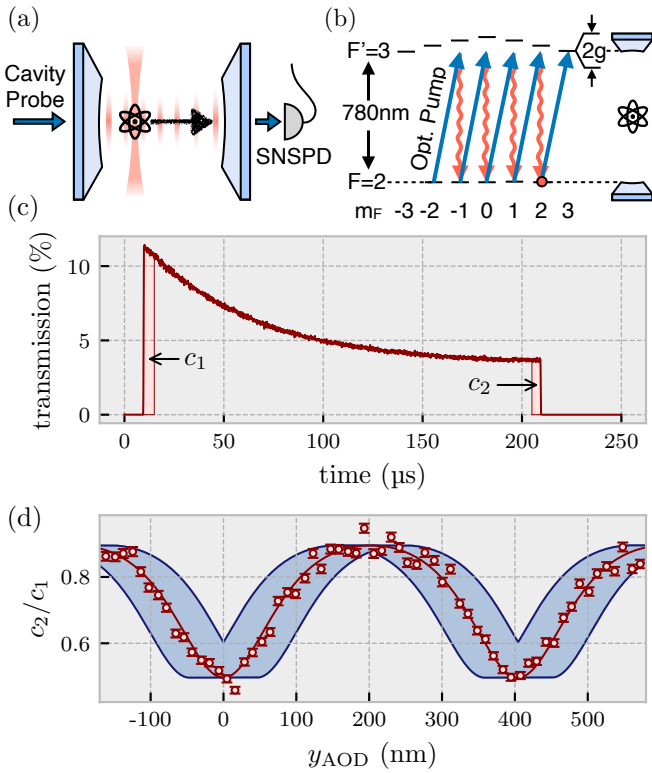 (a)
Cavity
Probe
SNSPD
(b)
F'=3
2g
780nm
Opt. Pump
F=2
mF -3 -2 -1 0 1 2 3
(c)
transmission (%)
10
5
0
c1
c2
0 50 100 150 200 250
time (µs)
(d)
c2/c1
0.8
0.6
-100 0 100 200 300 400 500
yAOD (nm)